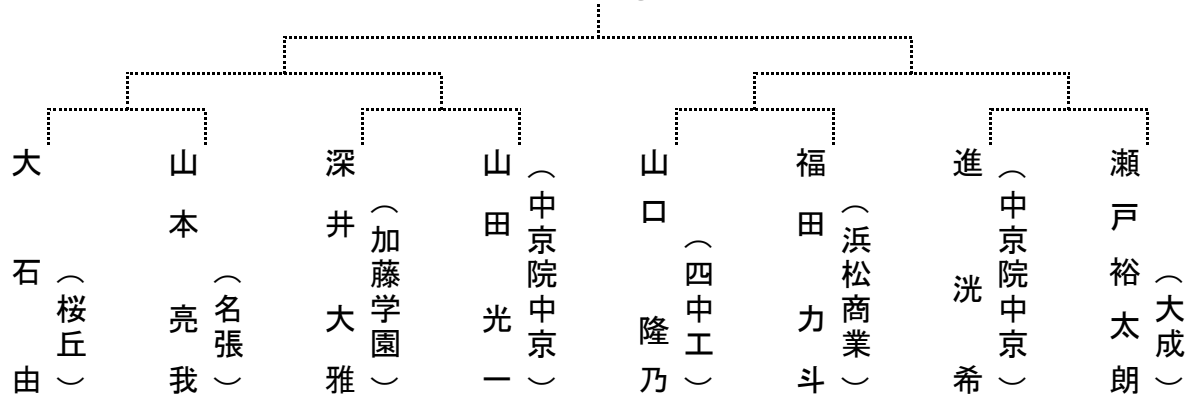 大石由
（桜丘）
山本亮我
（名張）
深井大雅
（加藤学園）
山田光一
（中京院中京）
山口隆乃
（四中工）
福田力斗
（浜松商業）
進洸希
（中京院中京）
瀬戸裕太朗
（大成）